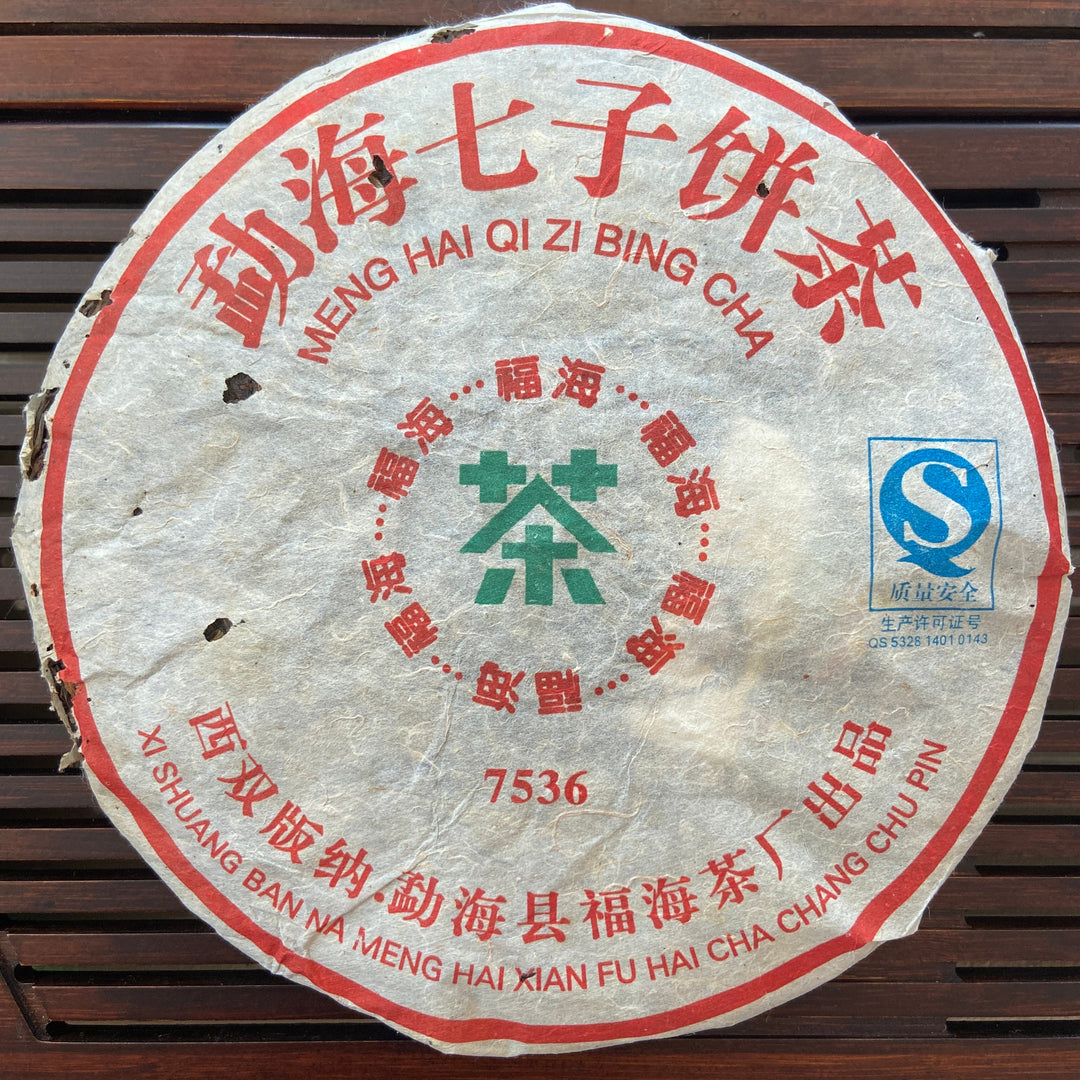 勐海七子饼茶
MENG HAI QI ZI BING CHA
福海…福海…福海…福海…福海…福海…
茶
S
质量安全
生产许可证号
QS 5328 1401 0143
7536
西双版纳.勐海县福海茶厂出品
XI SHUANG BAN NA MENG HAI XIAN FU HAI CHA CHANG CHU PIN